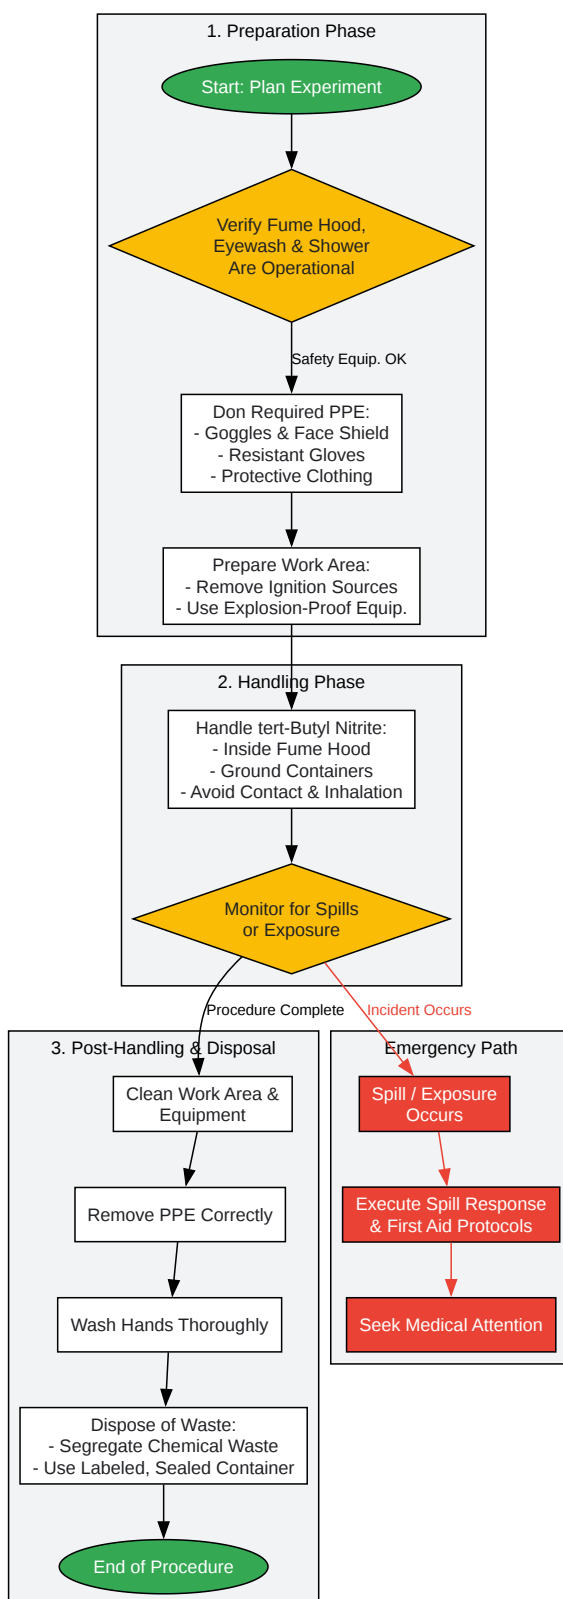 1. Preparation Phase
Start: Plan Experiment
Verify Fume Hood,
Eyewash & Shower
Are Operational
Safety Equip. OK
Don Required PPE:
- Goggles & Face Shield
- Resistant Gloves
- Protective Clothing
Prepare Work Area:
- Remove Ignition Sources
- Use Explosion-Proof Equip.
2. Handling Phase
Handle tert-Butyl Nitrite:
- Inside Fume Hood
- Ground Containers
- Avoid Contact & Inhalation
Monitor for Spills
or Exposure
Procedure Complete
Incident Occurs
3. Post-Handling & Disposal
Clean Work Area &
Equipment
Remove PPE Correctly
Wash Hands Thoroughly
Dispose of Waste:
- Segregate Chemical Waste
- Use Labeled, Sealed Container
End of Procedure
Emergency Path
Spill / Exposure
Occurs
Execute Spill Response
& First Aid Protocols
Seek Medical Attention